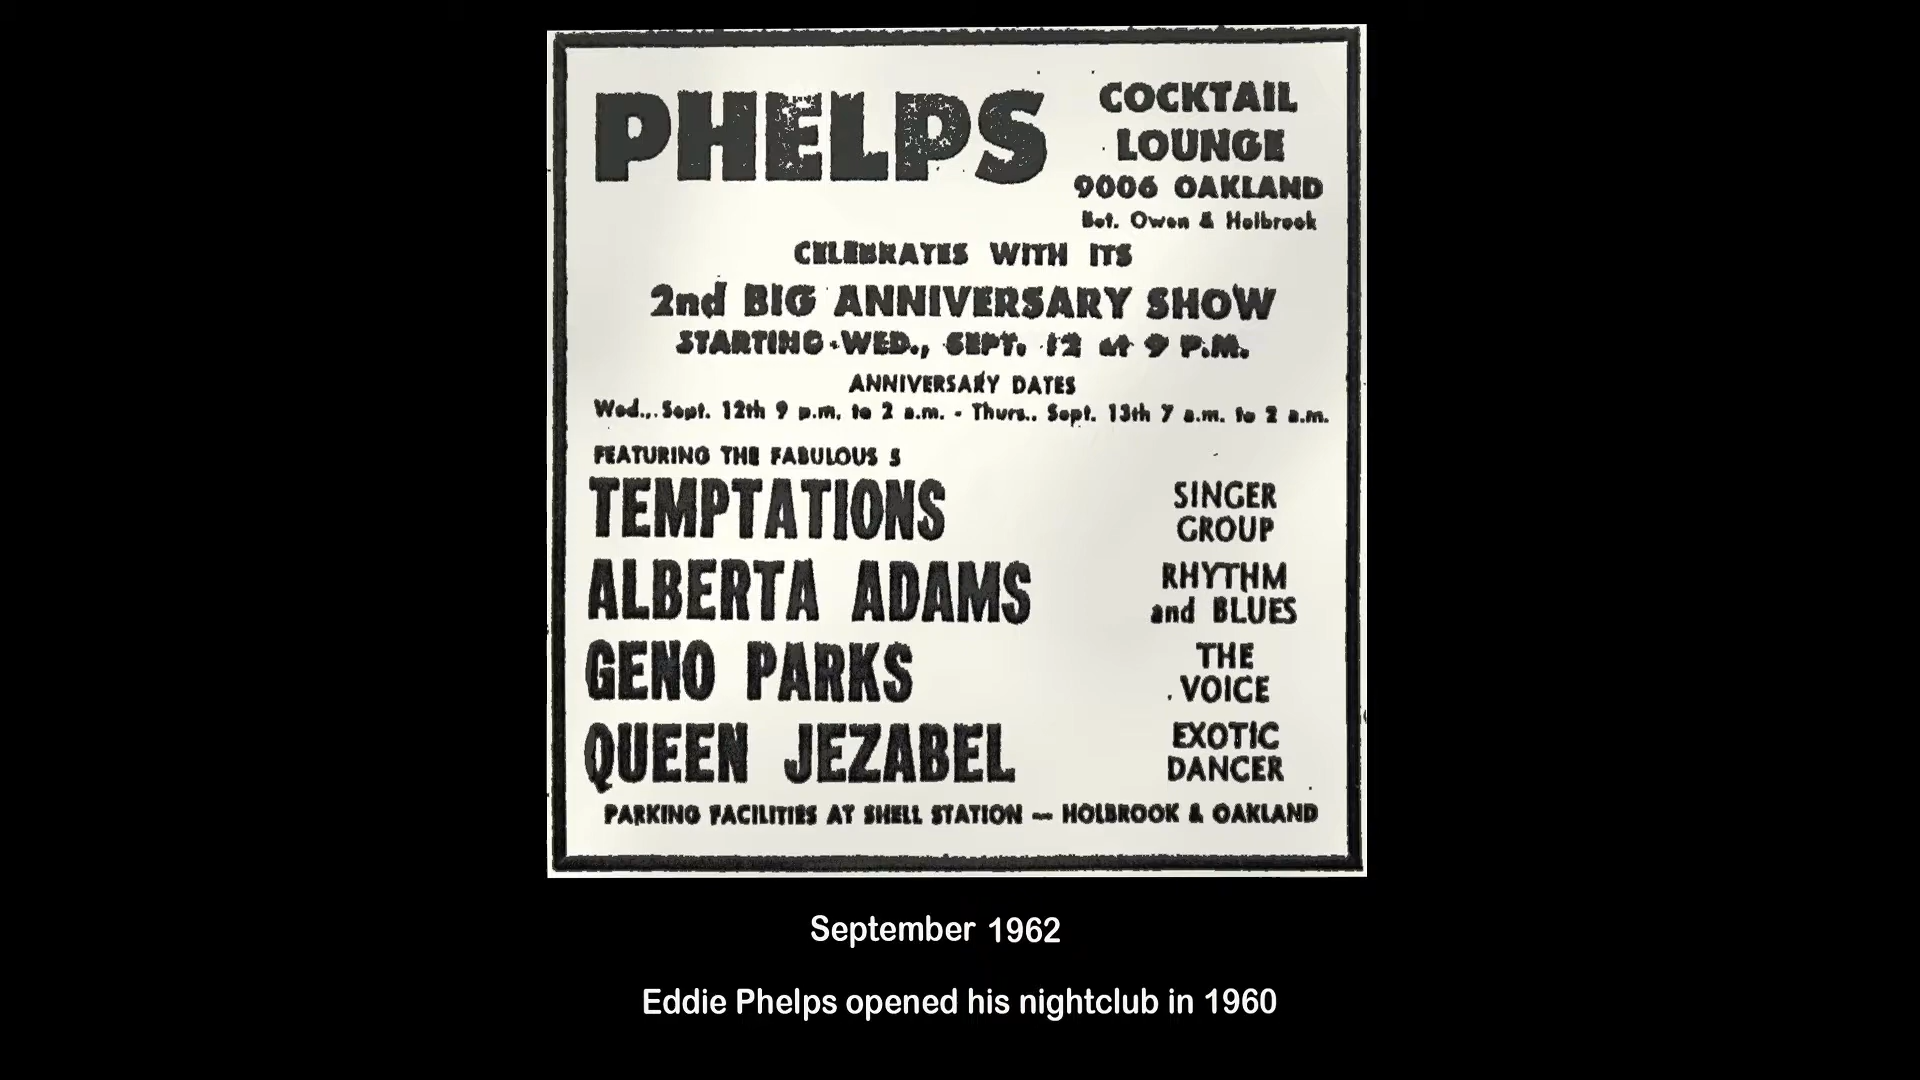 PHELPS
COCKTAIL
LOUNGE
9006 OAKLAND
Bet. Owen & Holbrook
CELEBRATES WITH ITS
2nd BIG ANNIVERSARY SHOW
STARTING WED., SEPT. 12 at 9 P.M.
ANNIVERSARY DATES
Wed., Sept. 12th 9 p.m. to 2 a.m. - Thurs.. Sept. 13th 7 a.m. to 2 a.m.
FEATURING THE FABULOUS 5
TEMPTATIONS
SINGER
GROUP
ALBERTA ADAMS
RHYTHM
and BLUES
GENO PARKS
THE
VOICE
QUEEN JEZABEL
EXOTIC
DANCER
PARKING FACILITIES AT SHELL STATION — HOLBROOK & OAKLAND
September 1962
Eddie Phelps opened his nightclub in 1960